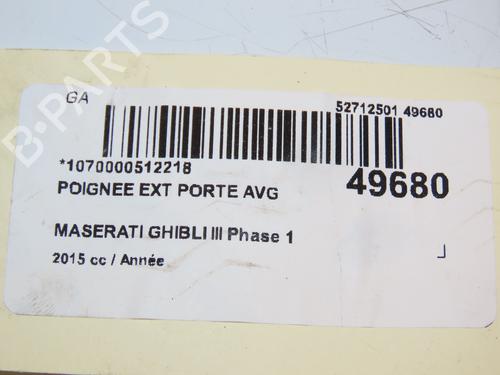 GA
52712501 49680
*1070000512218
49680
POIGNEE EXT PORTE AVG
MASERATI GHIBLI III Phase 1
2015 cc / Année
B-PARTS